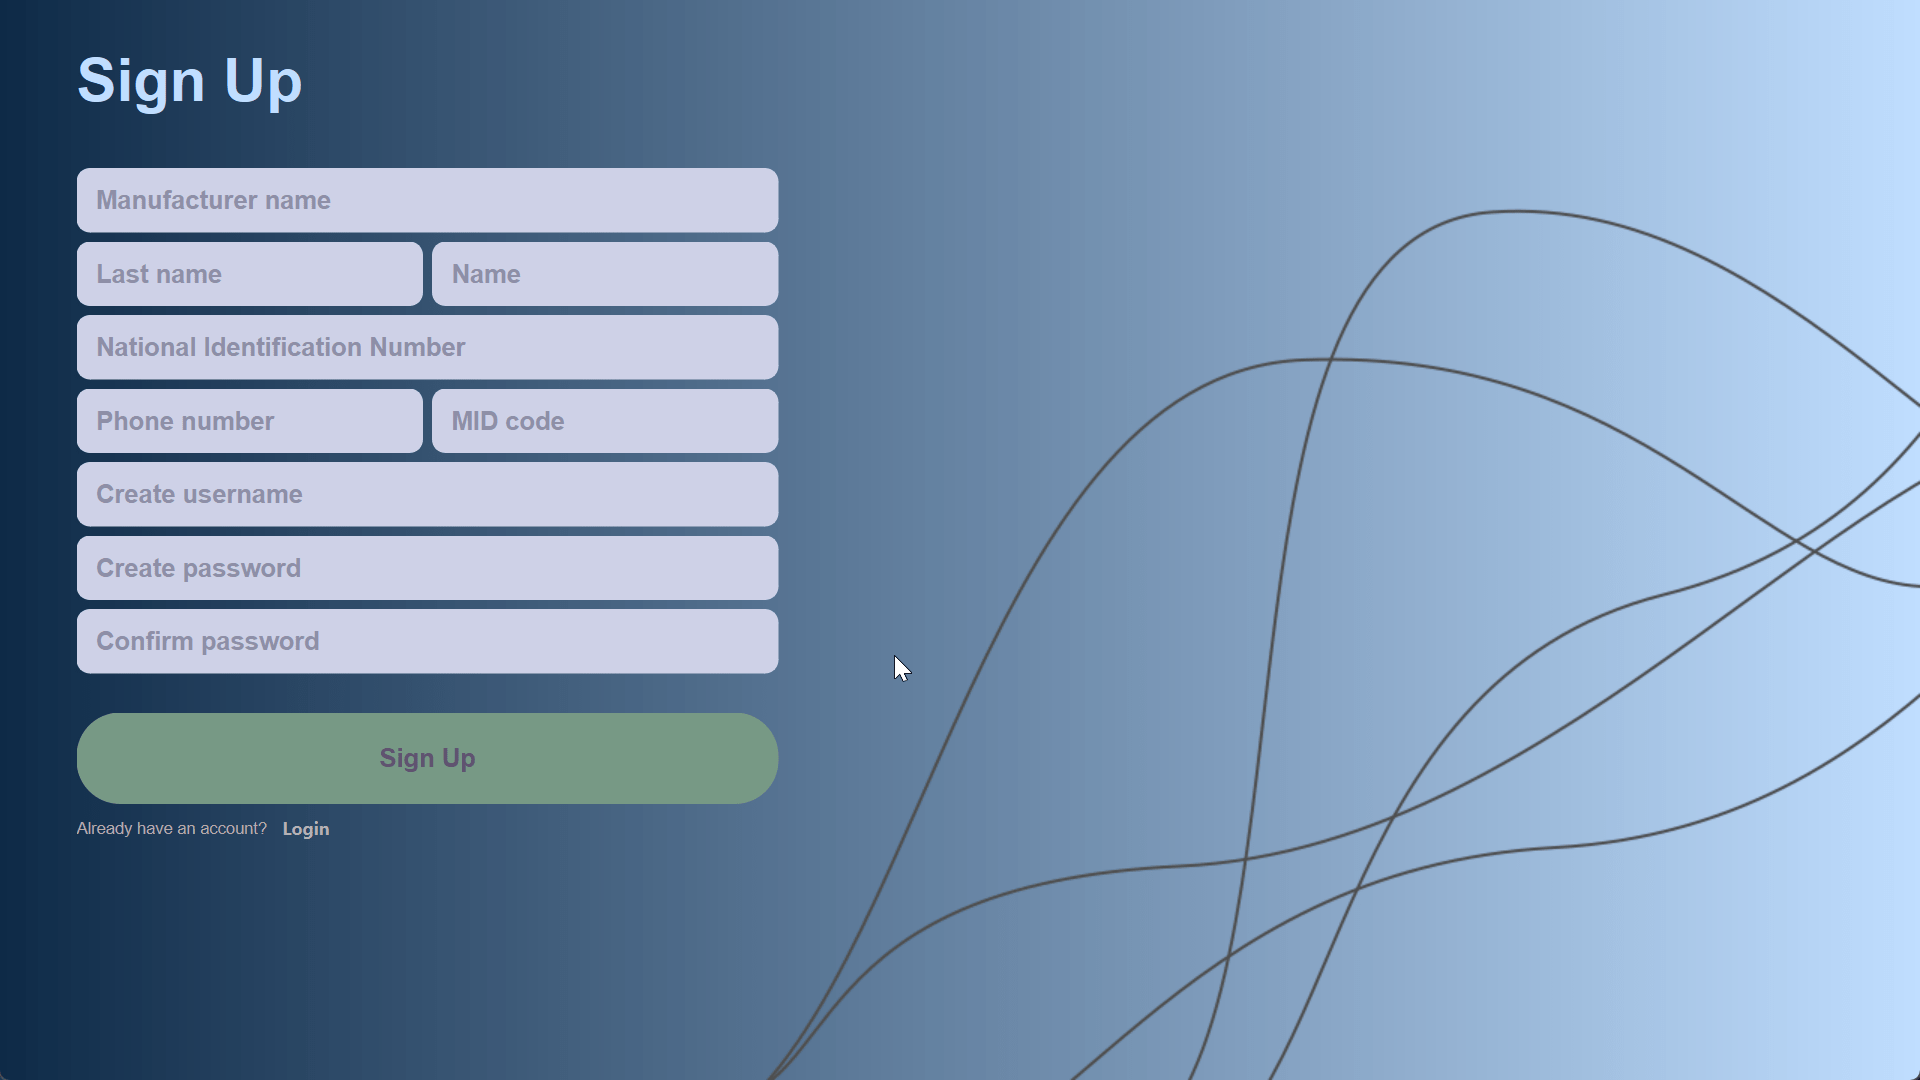 Sign Up
Manufacturer name
Last name
Name
National Identification Number
Phone number
MID code
Create username
Create password
Confirm password
Sign Up
Already have an account? Login